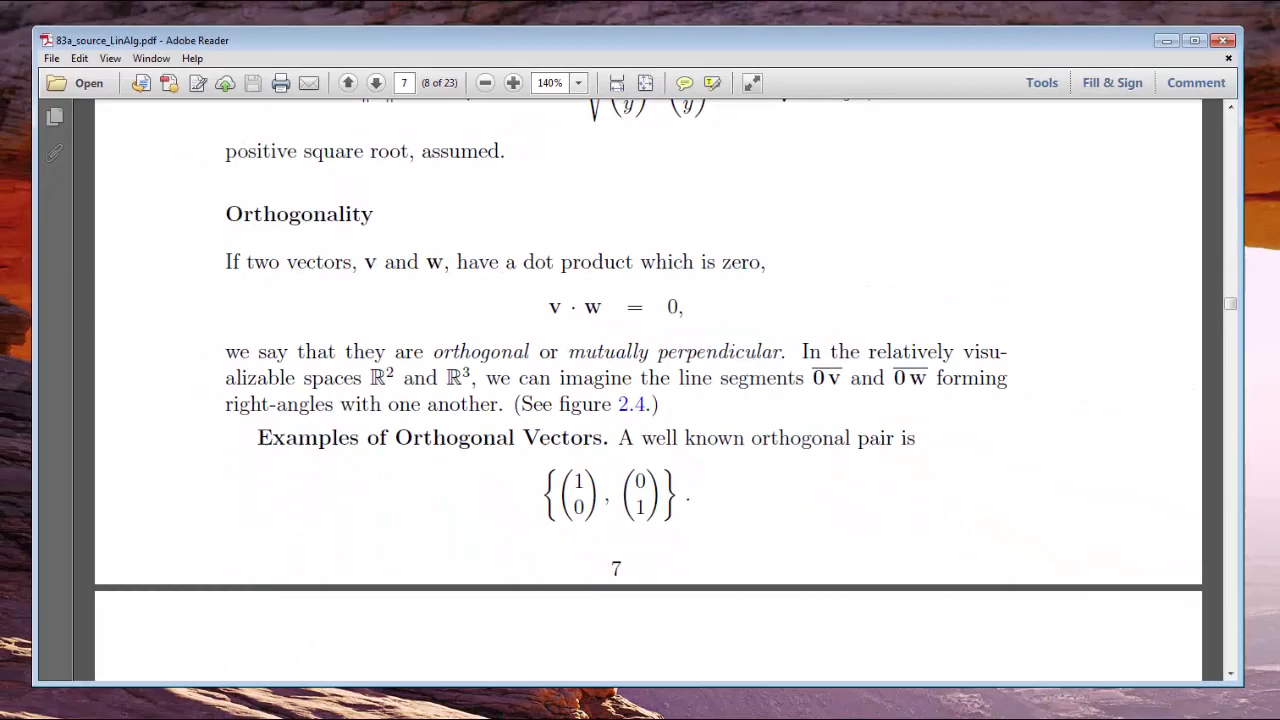 83a_source_LinAlg.pdf - Adobe Reader
File Edit View Window Help
Open 7 (8 of 23) 140% Tools Fill & Sign Comment
(y) (y)
positive square root, assumed.
Orthogonality
If two vectors, v and w, have a dot product which is zero,
v · w = 0,
we say that they are orthogonal or mutually perpendicular. In the relatively visu-
alizable spaces ℝ² and ℝ³, we can imagine the line segments 0v and 0w forming
right-angles with one another. (See figure 2.4.)
Examples of Orthogonal Vectors. A well known orthogonal pair is
{(1 0), (0 1)}.
7